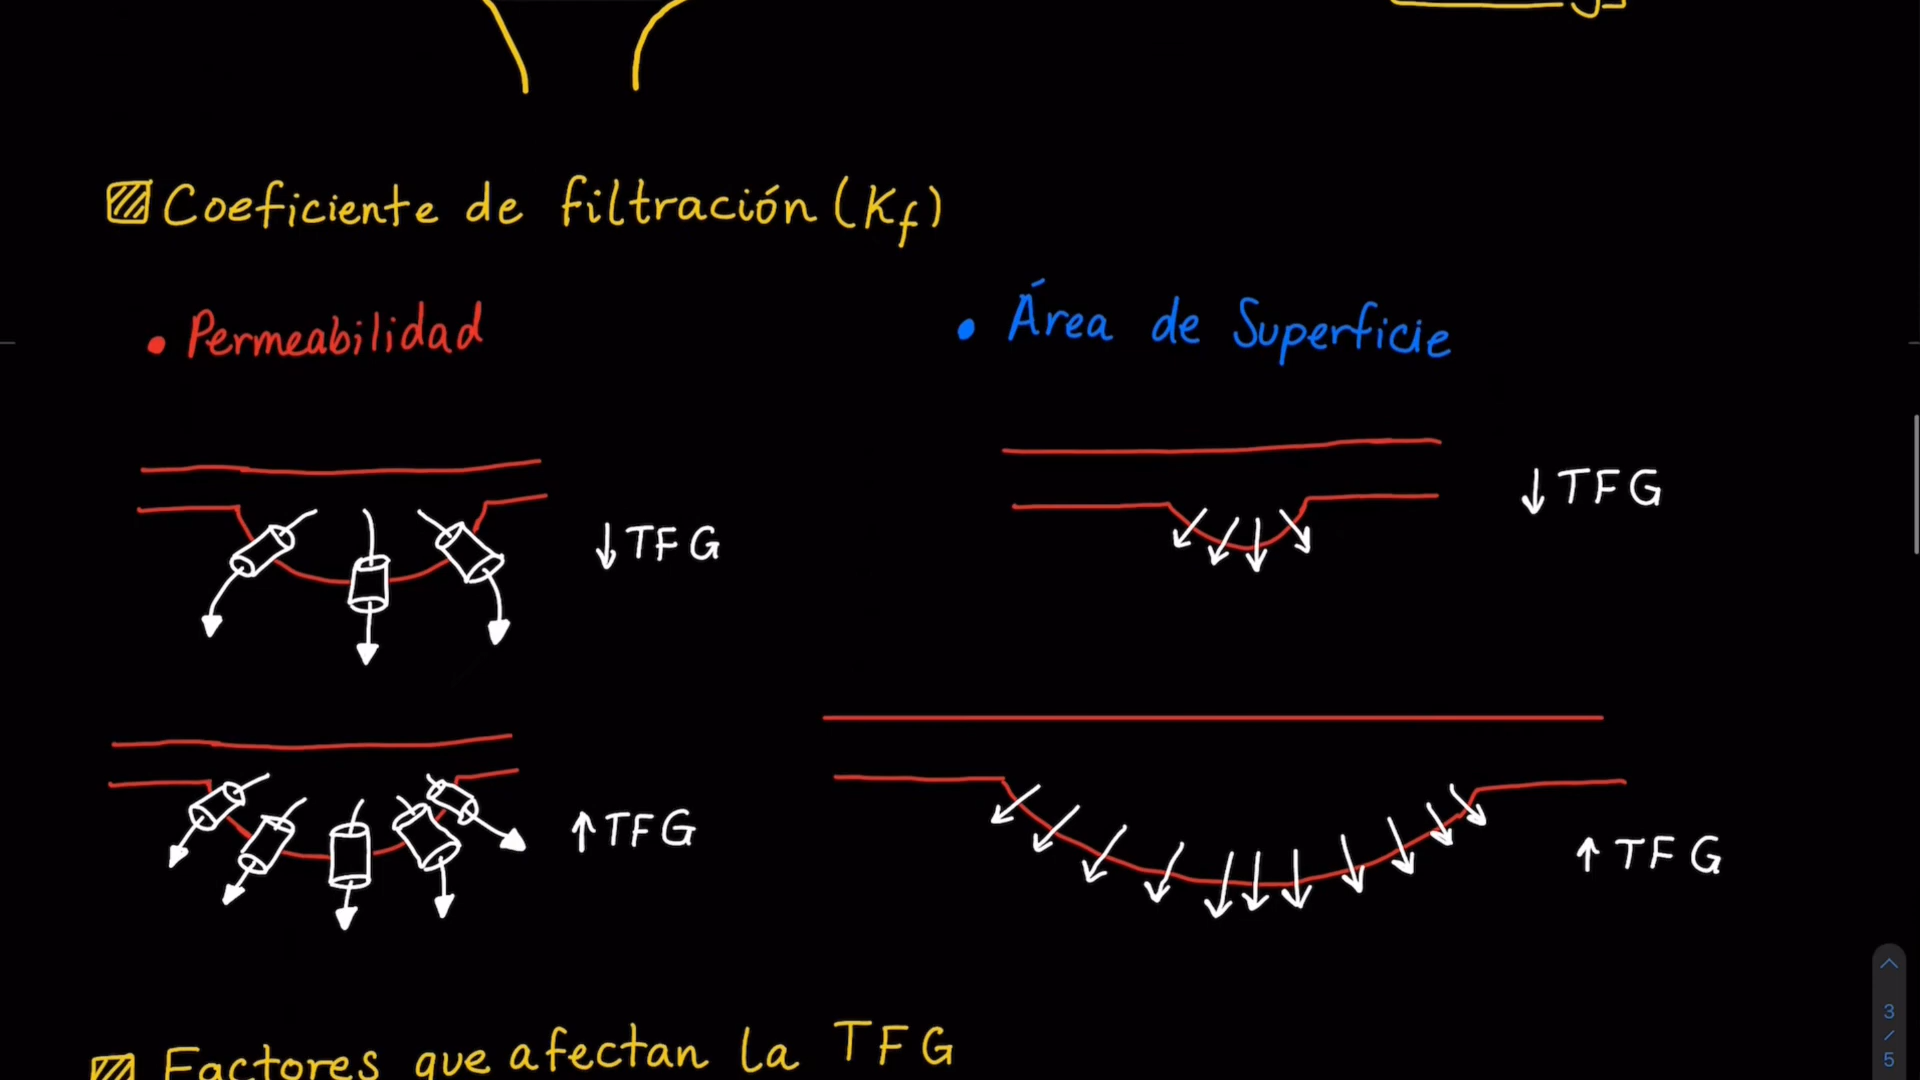 Coeficiente de filtración (Kf)
• Permeabilidad
• Área de Superficie
↓ TFG
↓ TFG
↑ TFG
↑ TFG
Factores que afectan la TFG
3
/
5